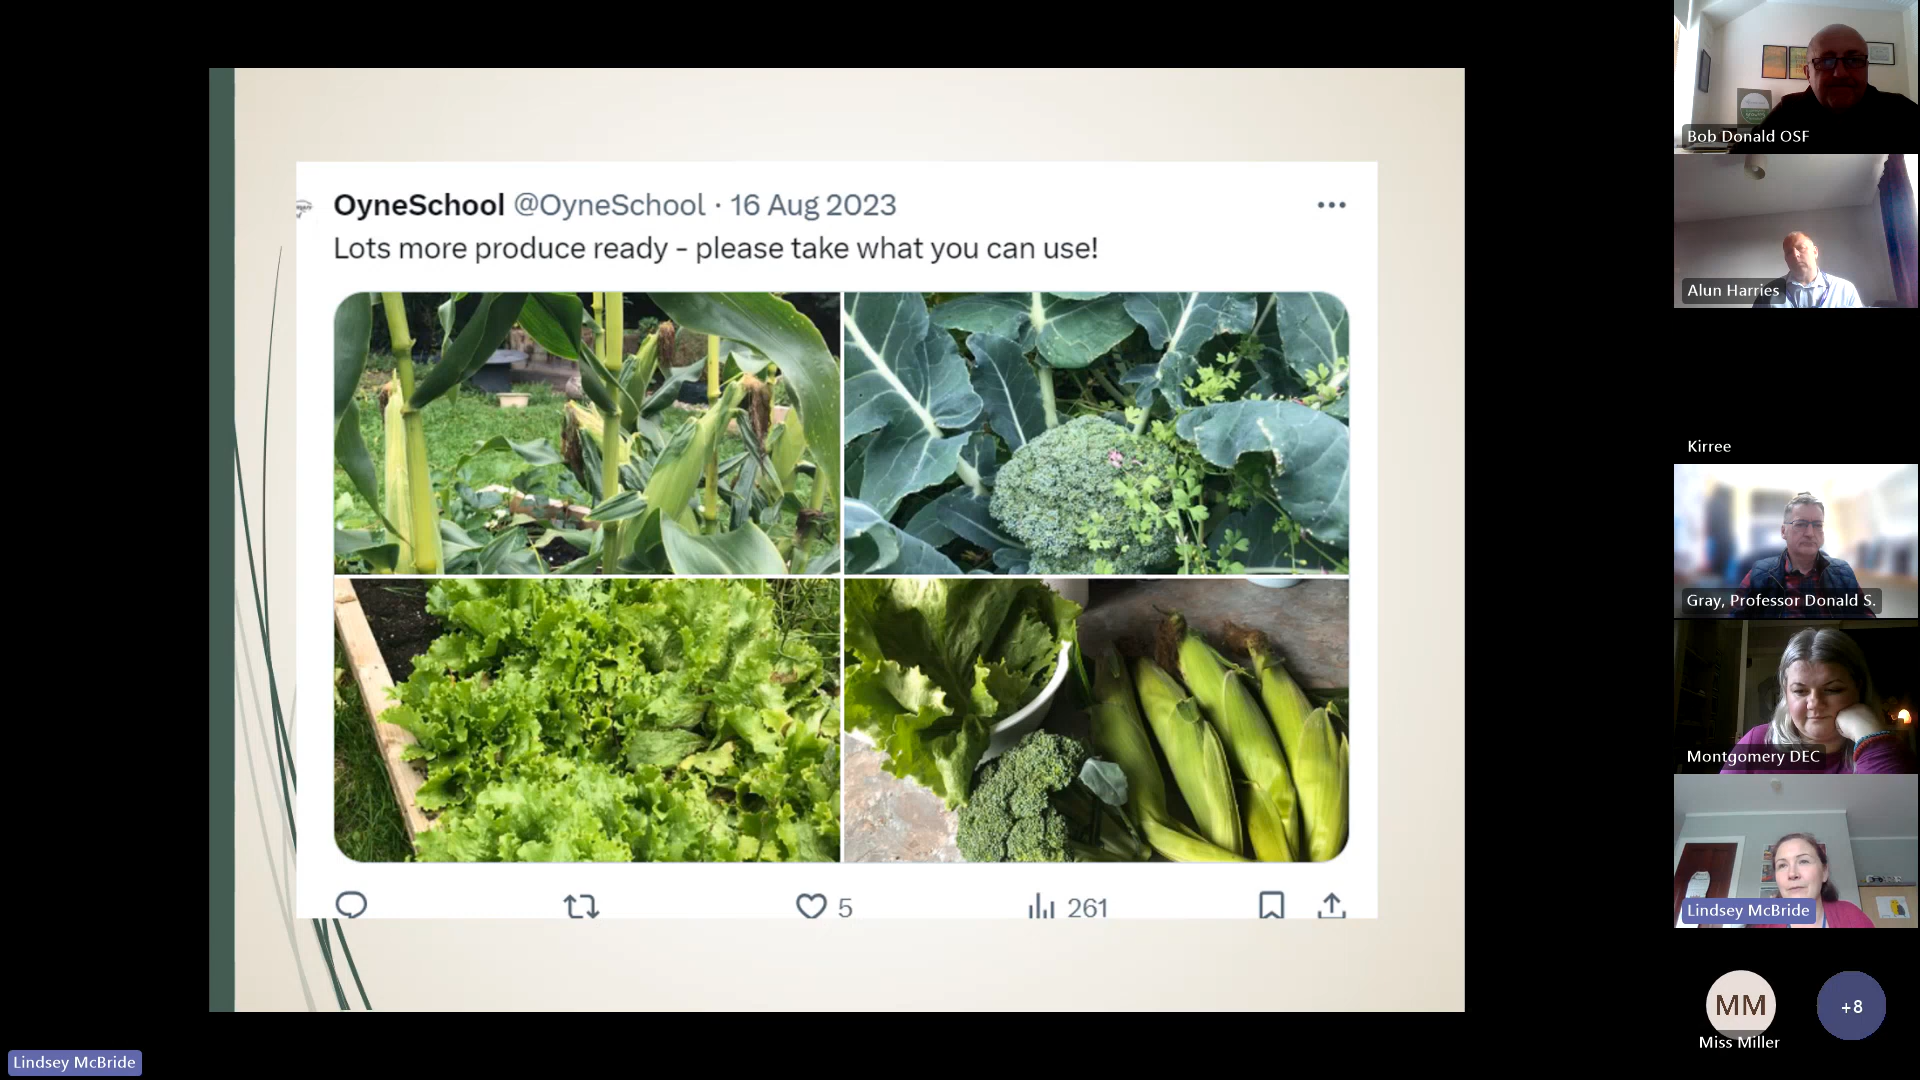 OyneSchool @OyneSchool · 16 Aug 2023
Lots more produce ready - please take what you can use!
5
261
Bob Donald OSF
Alun Harries
Kirree
Gray, Professor Donald S.
Montgomery DEC
Lindsey McBride
MM
+8
Miss Miller
Lindsey McBride